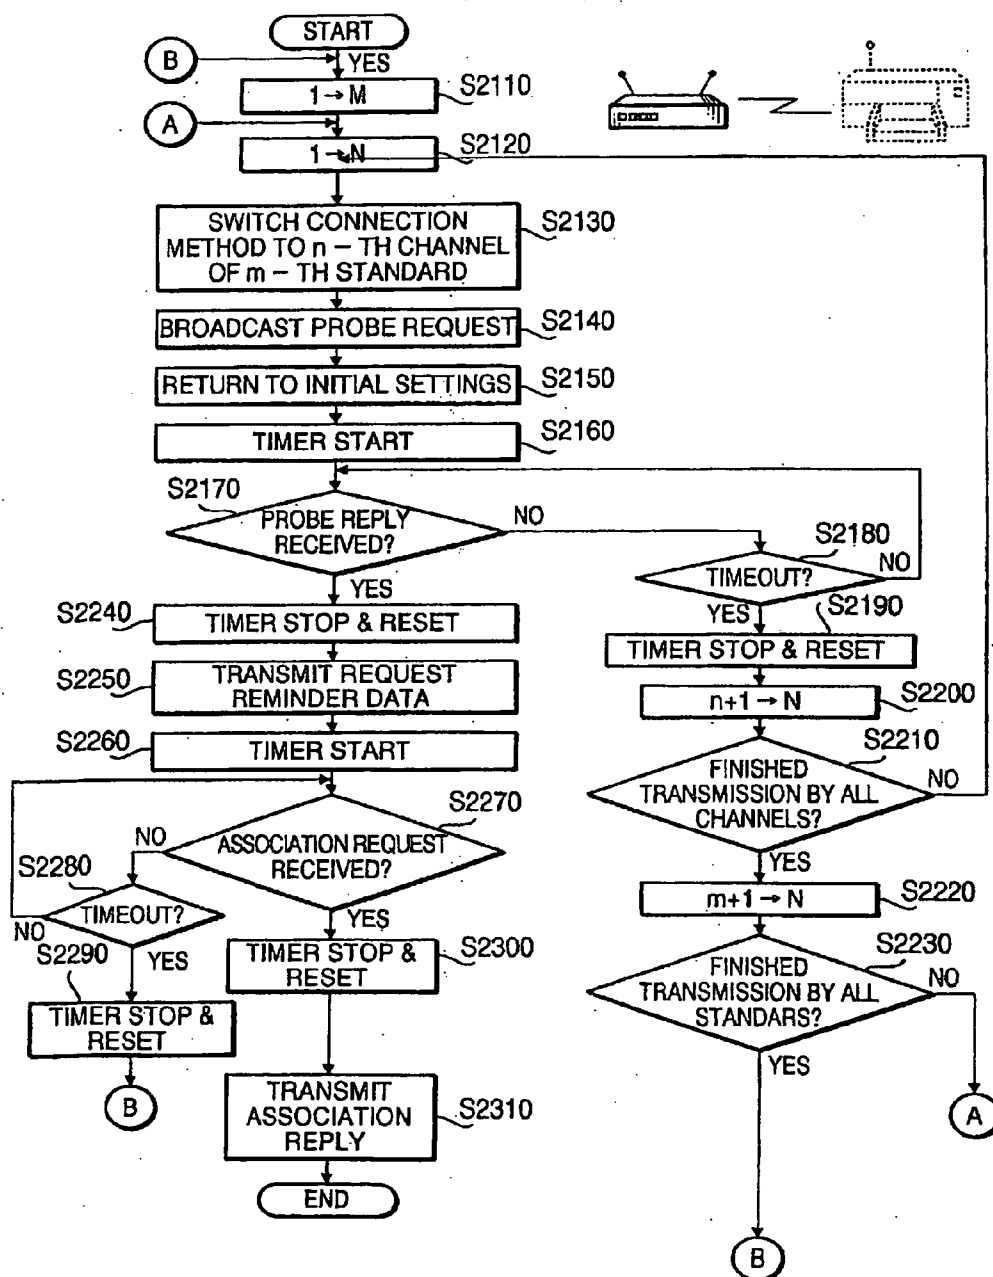 START
B
YES
1→M
S2110
A
1→N
S2120
SWITCH CONNECTION
METHOD TO n – TH CHANNEL
OF m – TH STANDARD
S2130
BROADCAST PROBE REQUEST
S2140
RETURN TO INITIAL SETTINGS
S2150
TIMER START
S2160
S2170
PROBE REPLY
RECEIVED?
NO
YES
S2180
TIMEOUT?
NO
YES
S2190
TIMER STOP & RESET
n+1→N
S2200
S2210
FINISHED
TRANSMISSION BY ALL
CHANNELS?
NO
YES
m+1→N
S2220
S2230
FINISHED
TRANSMISSION BY ALL
STANDARS?
NO
YES
A
B
S2240
TIMER STOP & RESET
S2250
TRANSMIT REQUEST
REMINDER DATA
S2260
TIMER START
S2270
ASSOCIATION REQUEST
RECEIVED?
NO
YES
S2280
TIMEOUT?
NO
YES
S2290
TIMER STOP &
RESET
B
TIMER STOP &
RESET
S2300
TRANSMIT
ASSOCIATION
REPLY
S2310
END